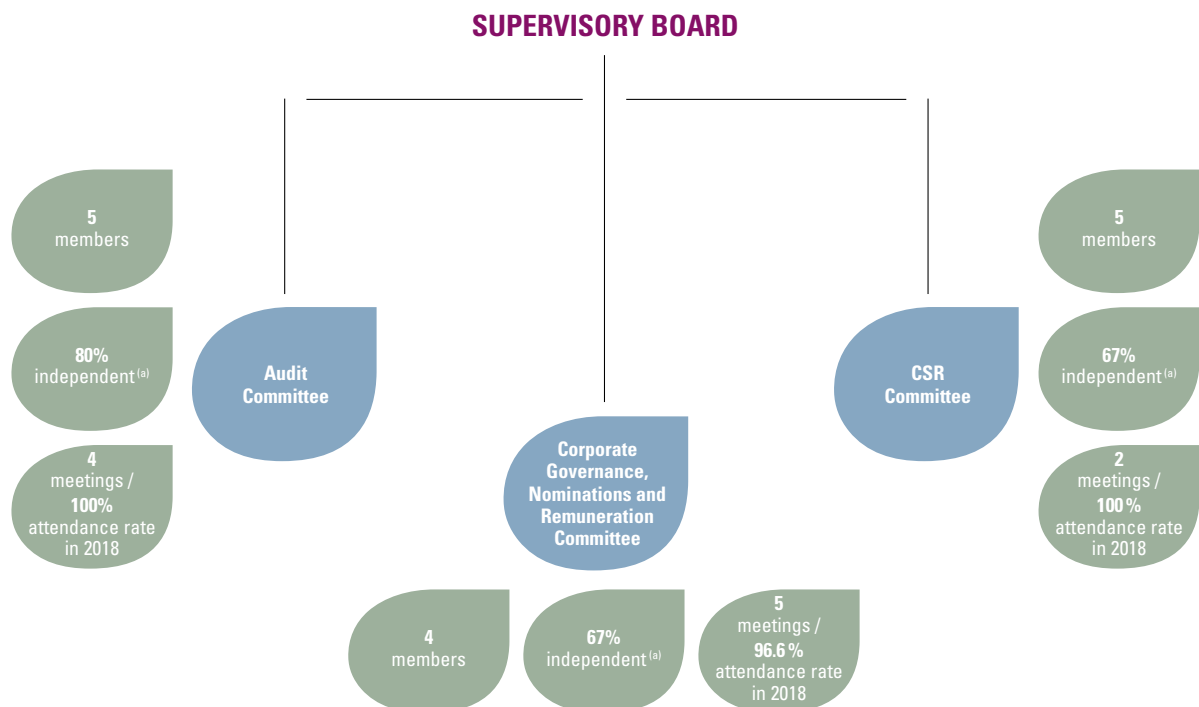 SUPERVISORY BOARD
5
members
80%
independent (a)
4
meetings /
100%
attendance rate
in 2018
Audit
Committee
Corporate
Governance,
Nominations and
Remuneration
Committee
4
members
67%
independent (a)
5
meetings /
96.6 %
attendance rate
in 2018
CSR
Committee
5
members
67%
independent (a)
2
meetings /
100 %
attendance rate
in 2018